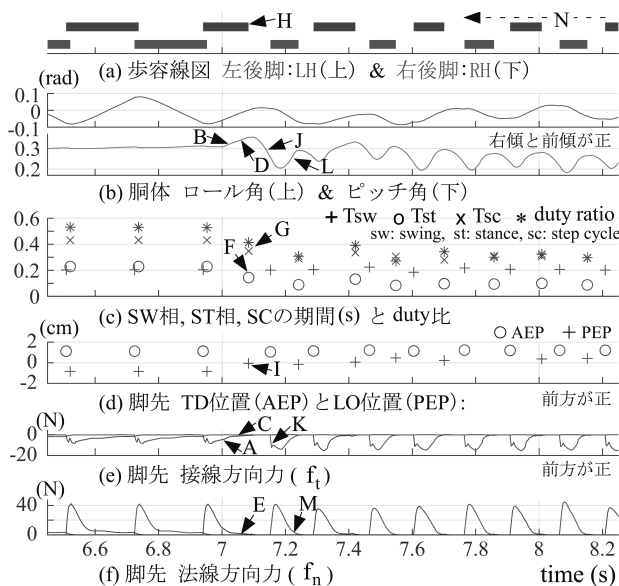 H
N
(a) 歩容線図 左後脚:LH(上) & 右後脚:RH(下)
(rad)
0.1
0
-0.1
右傾と前傾が正
0.3
0.2
B
D
J
L
(b) 胴体 ロール角(上) & ピッチ角(下)
0.6
0.4
0.2
0
+ Tsw o Tst x Tsc * duty ratio
sw: swing, st: stance, sc: step cycle
F
G
(c) SW相, ST相, SCの期間(s) と duty比
(cm)
2
0
-2
AEP + PEP
I
(d) 脚先 TD位置(AEP)とLO位置(PEP):
前方が正
(N)
0
-20
C
A
K
(e) 脚先 接線方向力 ( ft )
前方が正
(N)
40
0
E
M
6.6 6.8 7 7.2 7.4 7.6 7.8 8 8.2
time (s)
(f) 脚先 法線方向力 ( fn )